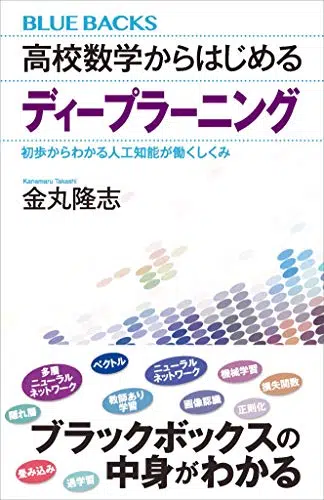 BLUE BACKS
高校数学からはじめる
ディープラーニング
初歩からわかる人工知能が働くしくみ
Kanamaru Takashi
金丸隆志
多層
ニューラル
ネットワーク
ベクトル
ニューラル
ネットワーク
機械学習
損失関数
隠れ層
教師あり
学習
画像認識
正則化
ブラックボックスの
畳み込み
過学習
中身がわかる